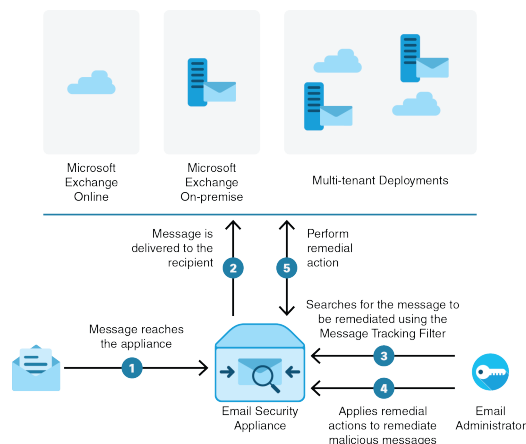 Microsoft
Exchange
Online
Microsoft
Exchange
On-premise
Multi-tenant Deployments
Message is
delivered to the
recipient
2
5
Perform
remedial
action
Message reaches
the appliance
1
Searches for the message to
be remediated using the
Message Tracking Filter
3
4
Email Security
Appliance
Applies remedial
actions to remediate
malicious messages
Email
Administrator